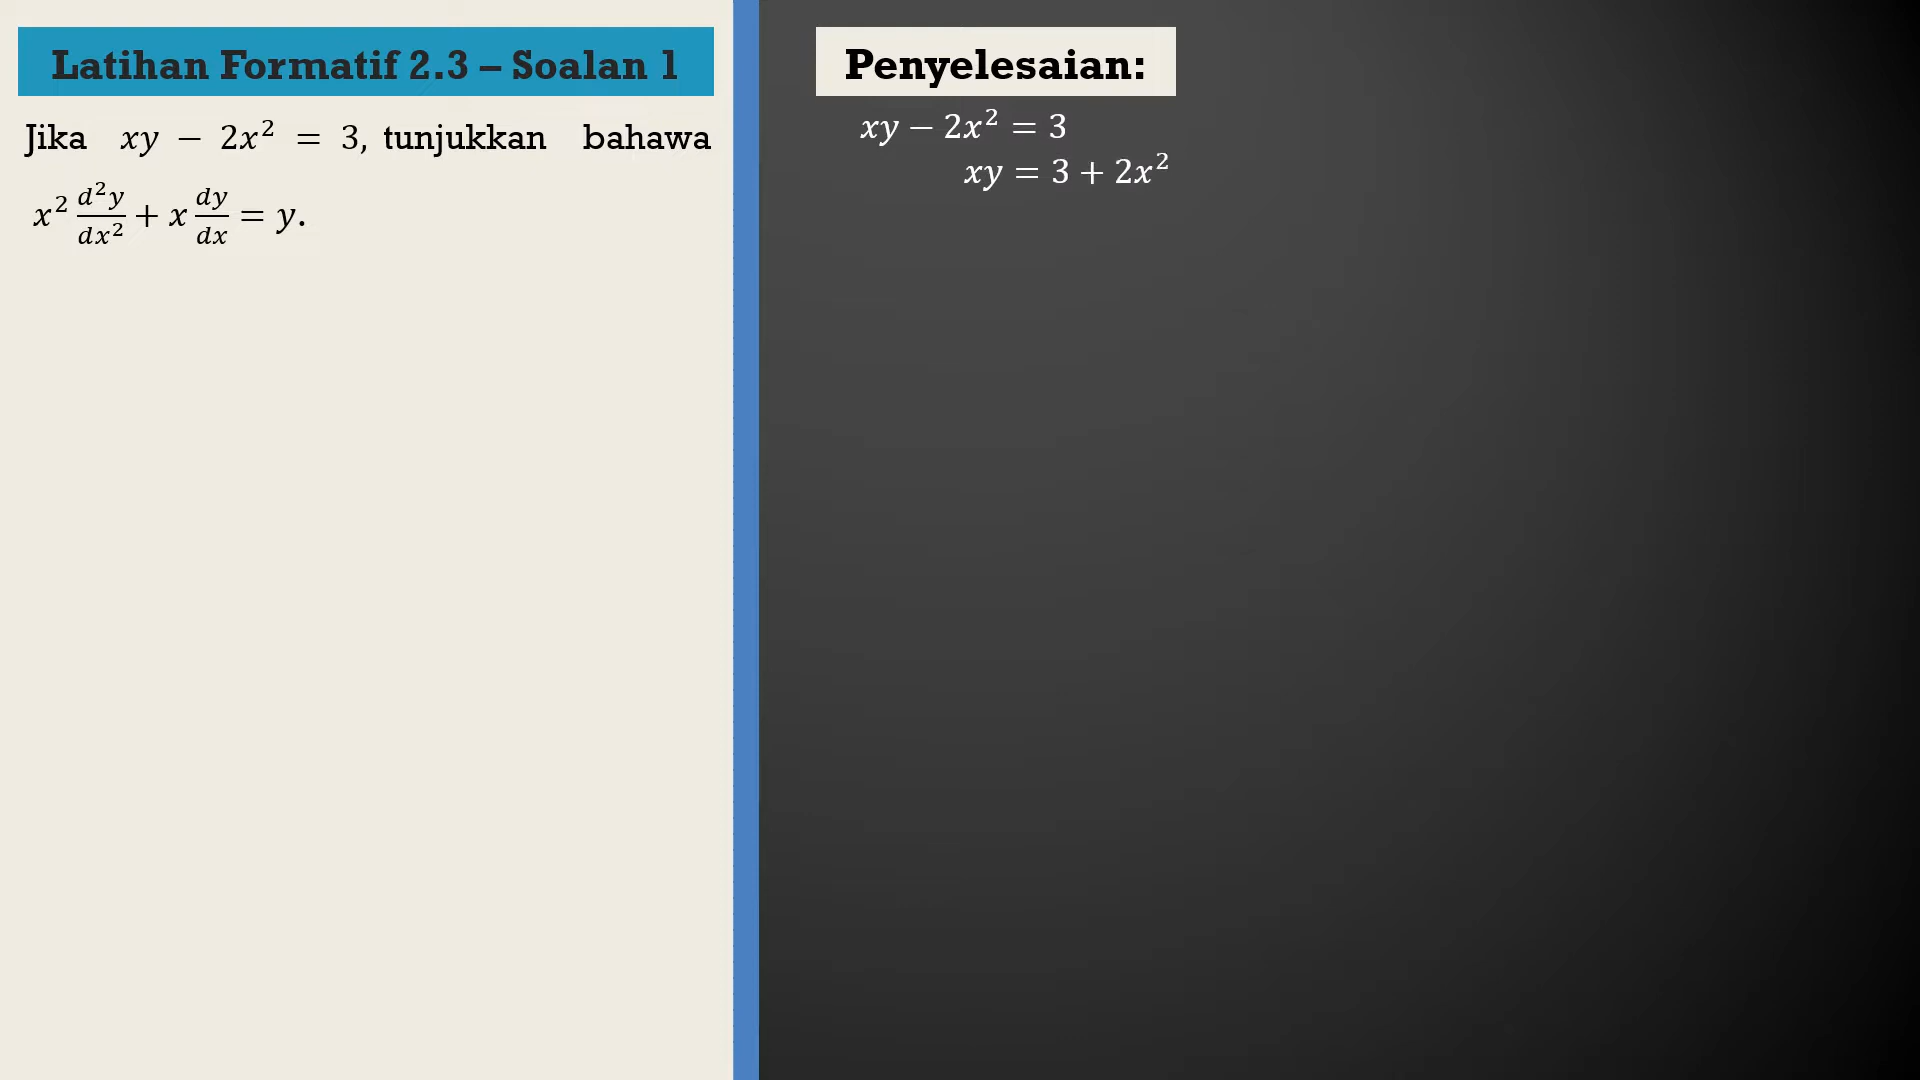 Latihan Formatif 2.3 – Soalan 1
Jika xy − 2x² = 3, tunjukkan bahawa
x² d²y/dx² + x dy/dx = y.
Penyelesaian:
xy − 2x² = 3
xy = 3 + 2x²